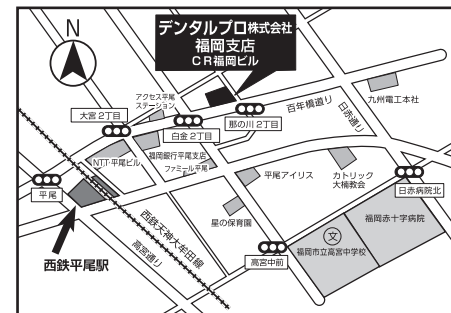 N
デンタルプロ株式会社
福岡支店
CR福岡ビル
アクセス平尾
ステーション
大宮2丁目
白金2丁目
那の川2丁目
百年橋通り
日赤通り
九州電工本社
NTT・平尾ビル
福岡銀行平尾支店
ファミール平尾
平尾
平尾アイリス
カトリック
大楠教会
日赤病院北
西鉄平尾駅
高宮通り
西鉄天神大牟田線
星の保育園
高宮中前
文
福岡市立高宮中学校
福岡赤十字病院